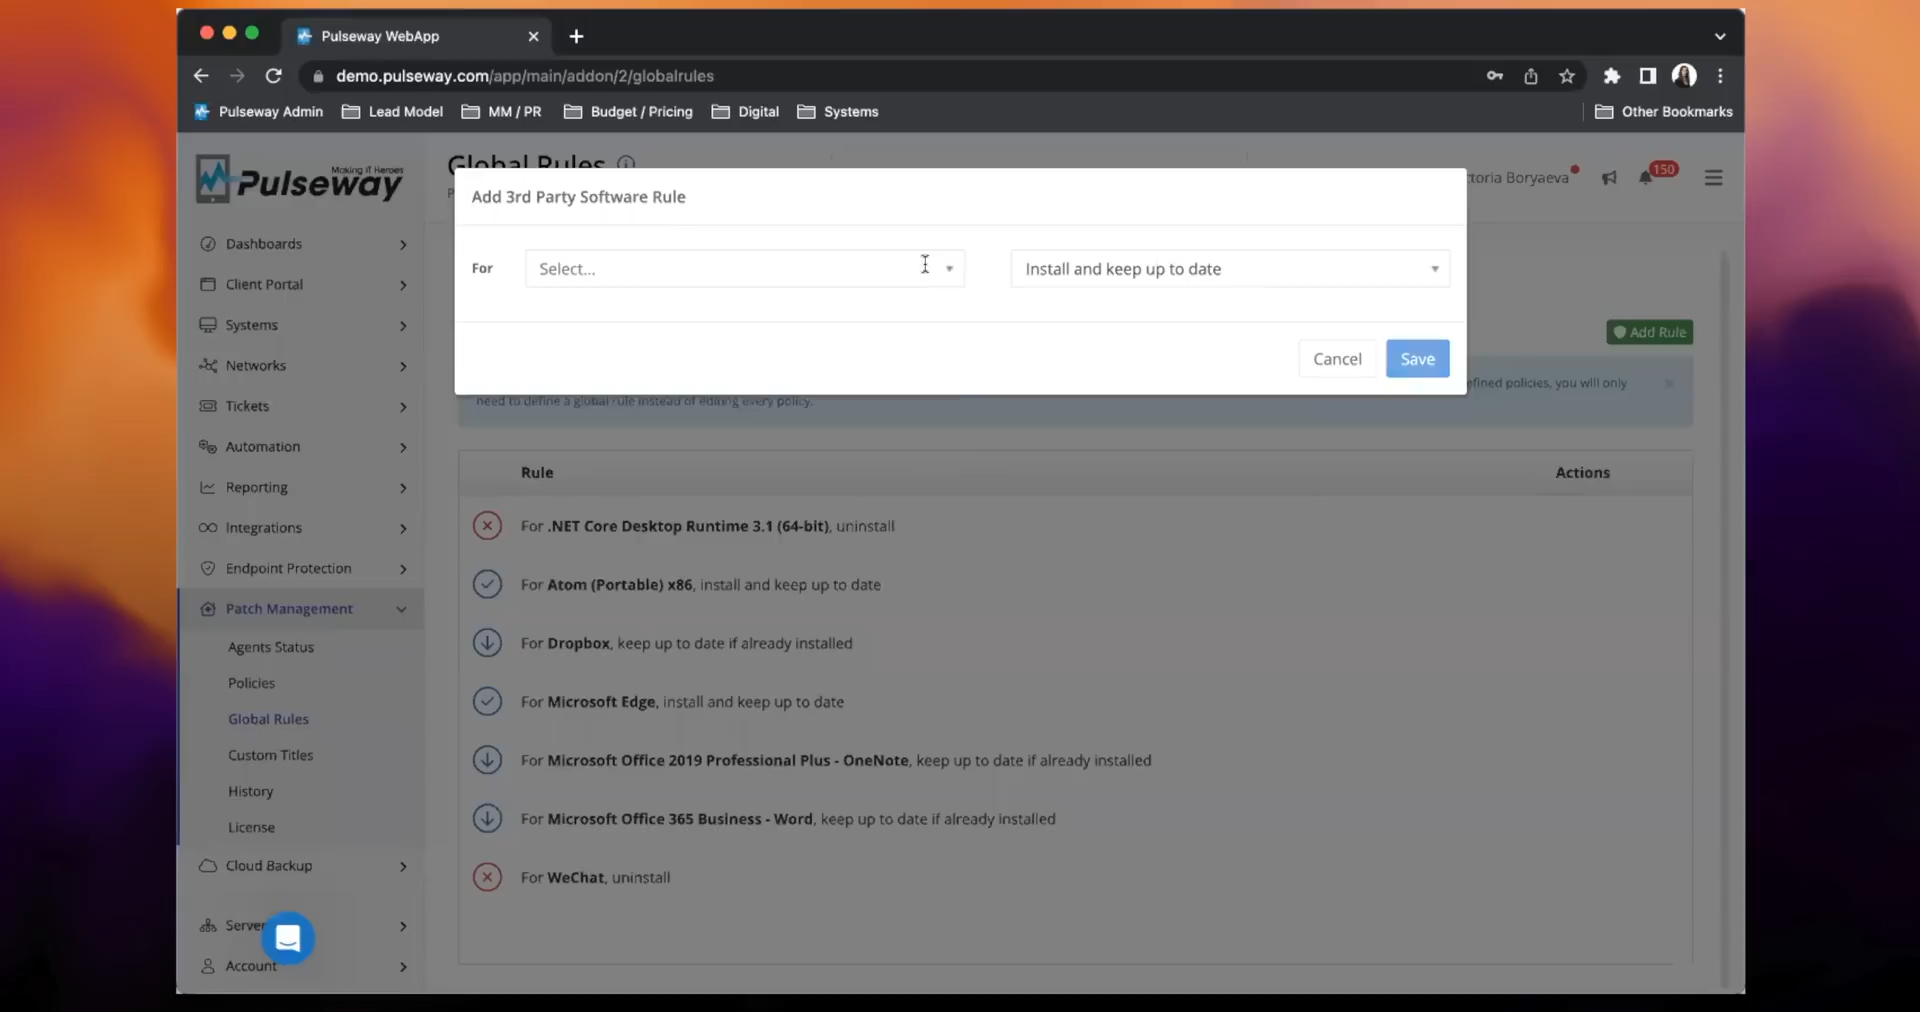 Pulseway WebApp
demo.pulseway.com/app/main/addon/2/globalrules
Pulseway Admin
Lead Model
MM / PR
Budget / Pricing
Digital
Systems
Other Bookmarks
Making IT Heroes
Pulseway
Global Rules
toria Boryaeva
150
Add 3rd Party Software Rule
For
Select...
Install and keep up to date
Cancel
Save
Add Rule
fined policies, you will only
need to define a global rule instead of editing every policy.
Dashboards
Client Portal
Systems
Networks
Tickets
Automation
Reporting
Integrations
Endpoint Protection
Patch Management
Agents Status
Policies
Global Rules
Custom Titles
History
License
Cloud Backup
Server
Account
Rule
Actions
For .NET Core Desktop Runtime 3.1 (64-bit), uninstall
For Atom (Portable) x86, install and keep up to date
For Dropbox, keep up to date if already installed
For Microsoft Edge, install and keep up to date
For Microsoft Office 2019 Professional Plus - OneNote, keep up to date if already installed
For Microsoft Office 365 Business - Word, keep up to date if already installed
For WeChat, uninstall